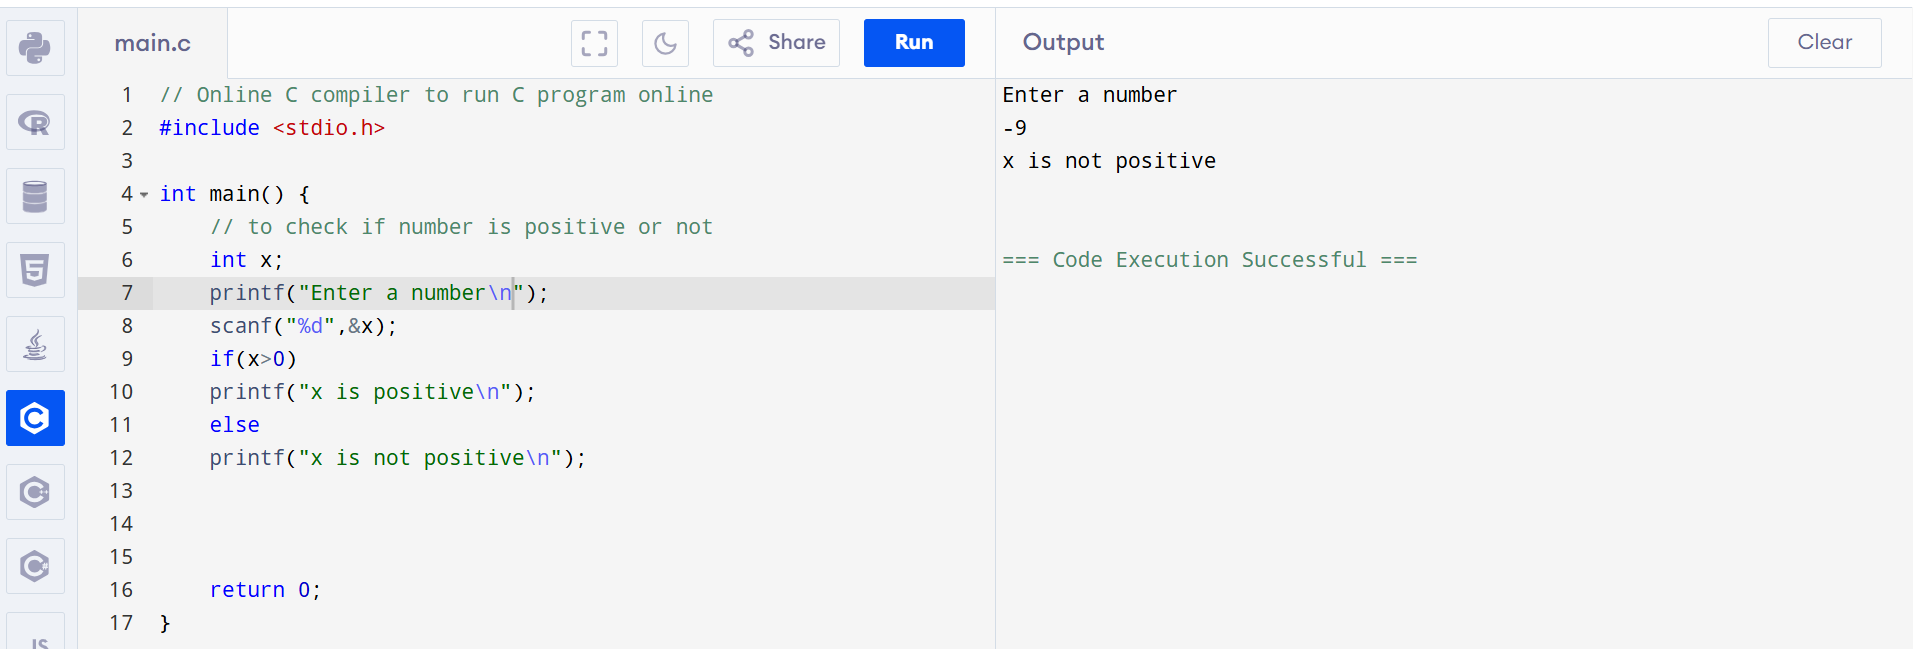 main.c
Share
Run
Output
Clear
1 // Online C compiler to run C program online
2 #include <stdio.h>
3
4 int main() {
5     // to check if number is positive or not
6     int x;
7     printf("Enter a number\n");
8     scanf("%d",&x);
9     if(x>0)
10     printf("x is positive\n");
11     else
12     printf("x is not positive\n");
13
14
15
16     return 0;
17 }
Enter a number
-9
x is not positive
=== Code Execution Successful ===
R
5
C
C++
C#
JS